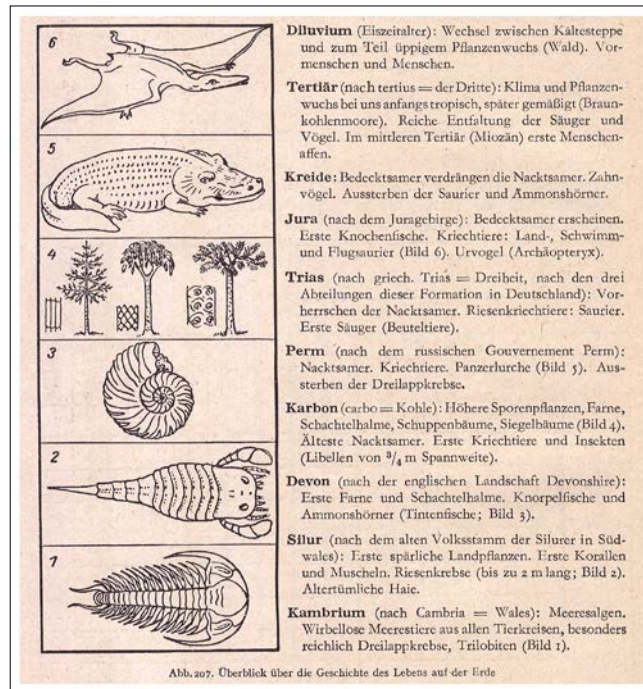 6
5
4
3
2
1
Diluvium (Eiszeitalter): Wechsel zwischen Kältesteppe
und zum Teil üppigem Pflanzenwuchs (Wald). Vor-
menschen und Menschen.
Tertiär (nach tertius = der Dritte): Klima und Pflanzen-
wuchs bei uns anfangs tropisch, später gemäßigt (Braun-
kohlenmoore). Reiche Entfaltung der Säuger und
Vögel. Im mittleren Tertiär (Miozän) erste Menschen-
affen.
Kreide: Bedecktsamer verdrängen die Nacktsamer. Zahn-
vögel. Aussterben der Saurier und Ammonshörner.
Jura (nach dem Juragebirge): Bedecktsamer erscheinen.
Erste Knochenfische. Kriechtiere: Land-, Schwimm-
und Flugsaurier (Bild 6). Urvogel (Archäopteryx).
Trias (nach griech. Trias = Dreiheit, nach den drei
Abteilungen dieser Formation in Deutschland): Vor-
herrschen der Nacktsamer. Riesenkriechtiere: Saurier.
Erste Säuger (Beuteltiere).
Perm (nach dem russischen Gouvernement Perm):
Nacktsamer. Kriechtiere. Panzerlurche (Bild 5). Aus-
sterben der Dreilappkrebse.
Karbon (carbo = Kohle): Höhere Sporenpflanzen, Farne,
Schachtelhalme, Schuppenbäume, Siegelbäume (Bild 4).
Älteste Nacktsamer. Erste Kriechtiere und Insekten
(Libellen von 3/4 m Spannweite).
Devon (nach der englischen Landschaft Devonshire):
Erste Farne und Schachtelhalme. Knorpelfische und
Ammonshörner (Tintenfische; Bild 3).
Silur (nach dem alten Volksstamm der Silurer in Süd-
wales): Erste spärliche Landpflanzen. Erste Korallen
und Muscheln. Riesenkrebse (bis zu 2 m lang; Bild 2).
Altertümliche Haie.
Kambrium (nach Cambria = Wales): Meeresalgen.
Wirbellose Meerestiere aus allen Tierkreisen, besonders
reichlich Dreilappkrebse, Trilobiten (Bild 1).
Abb. 207. Überblick über die Geschichte des Lebens auf der Erde